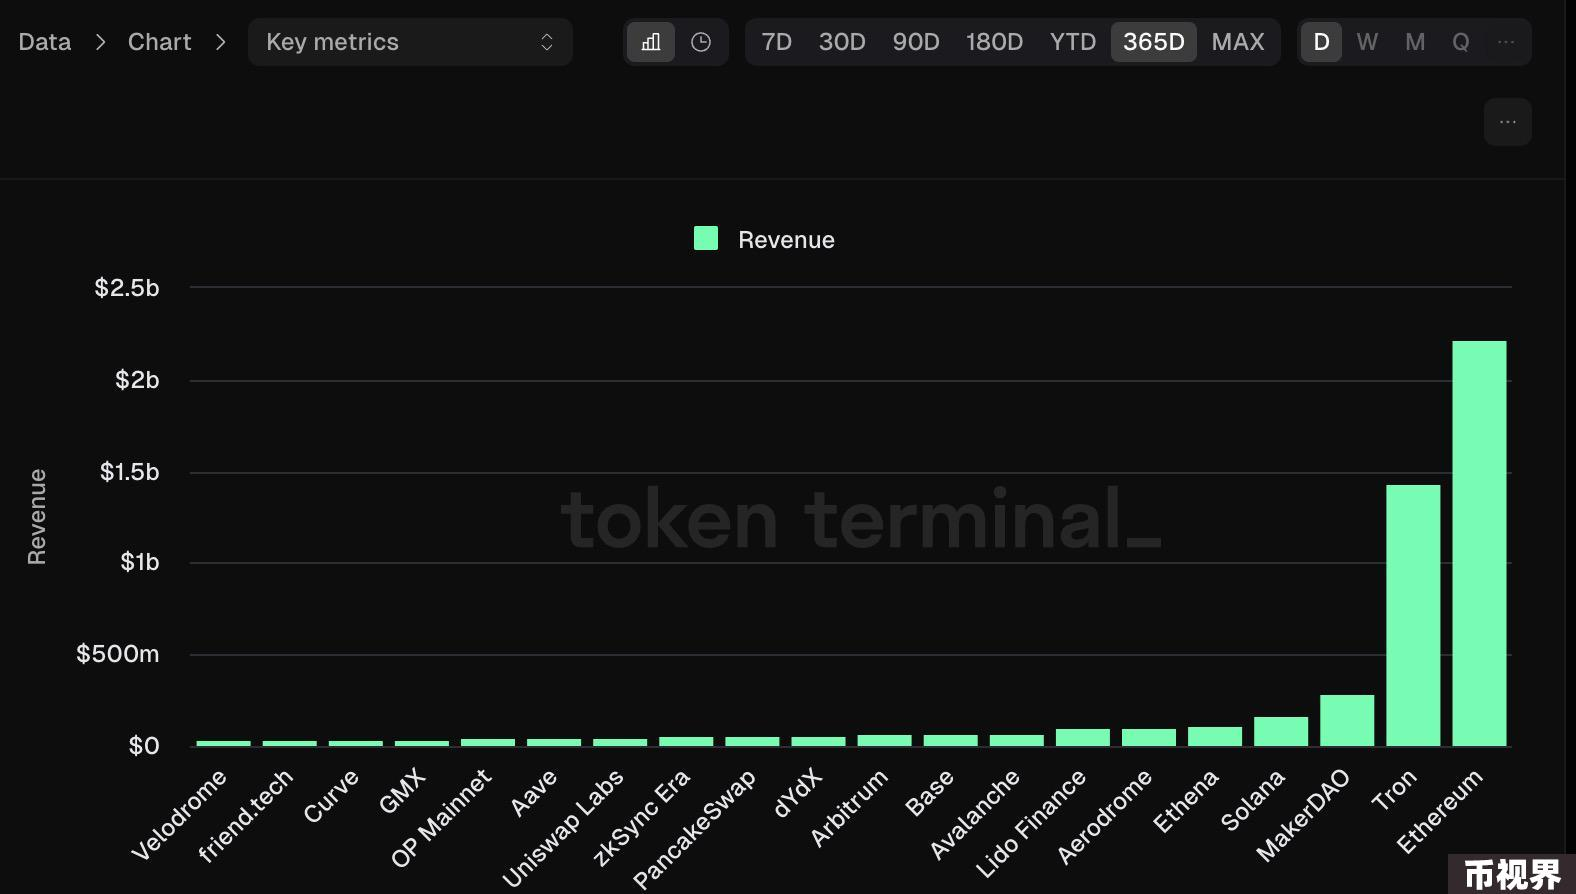 Data > Chart > Key metrics
7D 30D 90D 180D YTD 365D MAX
D W M Q ...
...
Revenue
$2.5b
$2b
$1.5b
$1b
$500m
$0
Revenue
token terminal_
Velodrome
friend.tech
Curve
GMX
OP Mainnet
Aave
Uniswap Labs
zkSync Era
PancakeSwap
dYdX
Arbitrum
Base
Avalanche
Lido Finance
Aerodrome
Ethena
Solana
MakerDAO
Tron
Ethereum
币视界